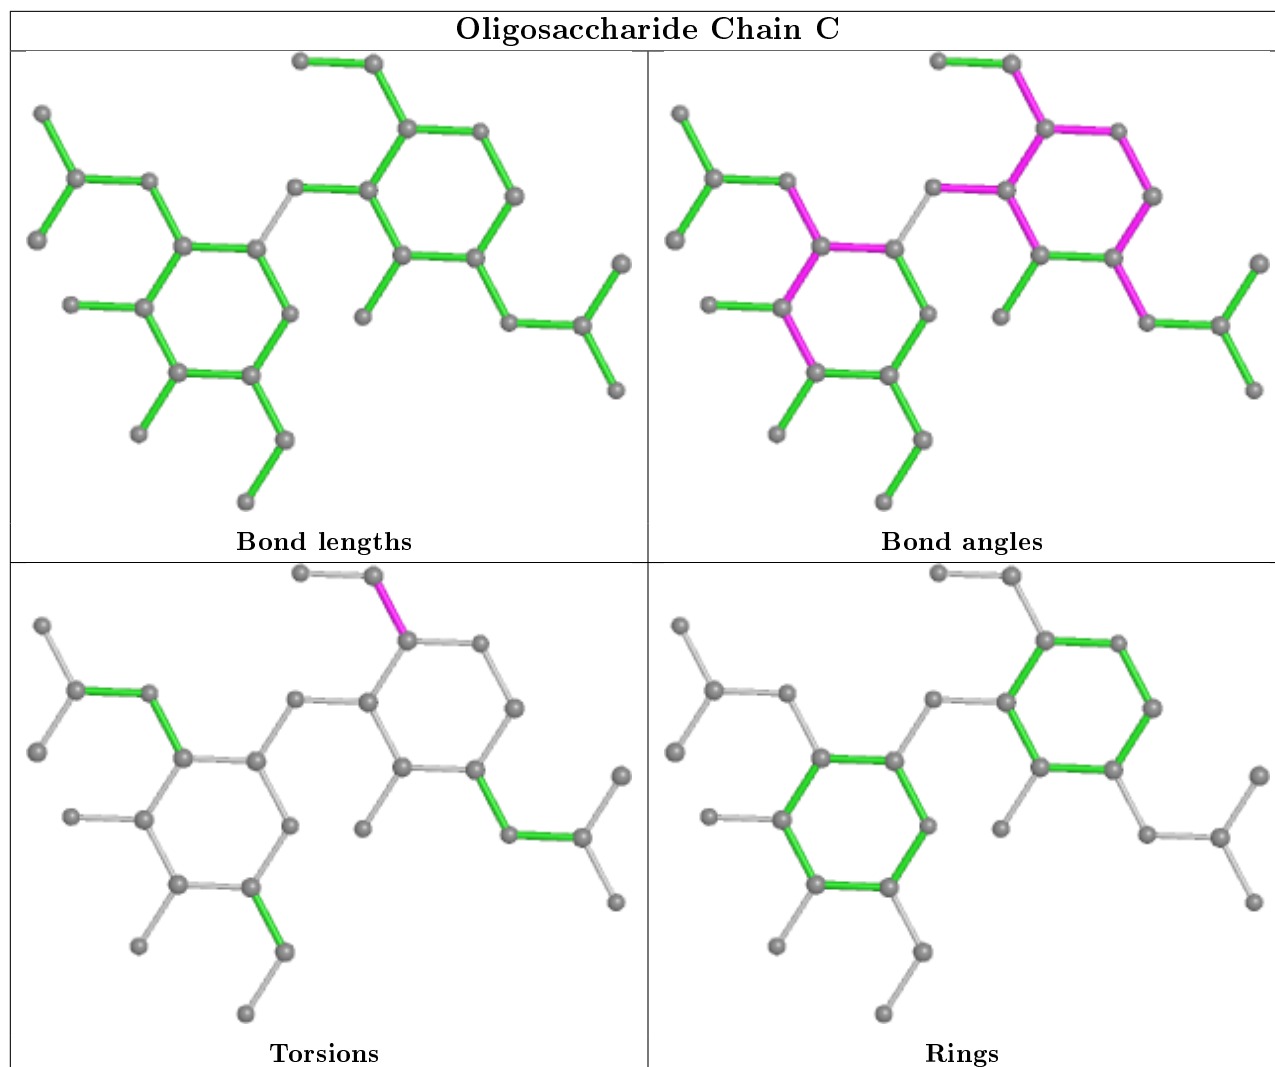 Oligosaccharide Chain C
Bond lengths
Bond angles
Torsions
Rings